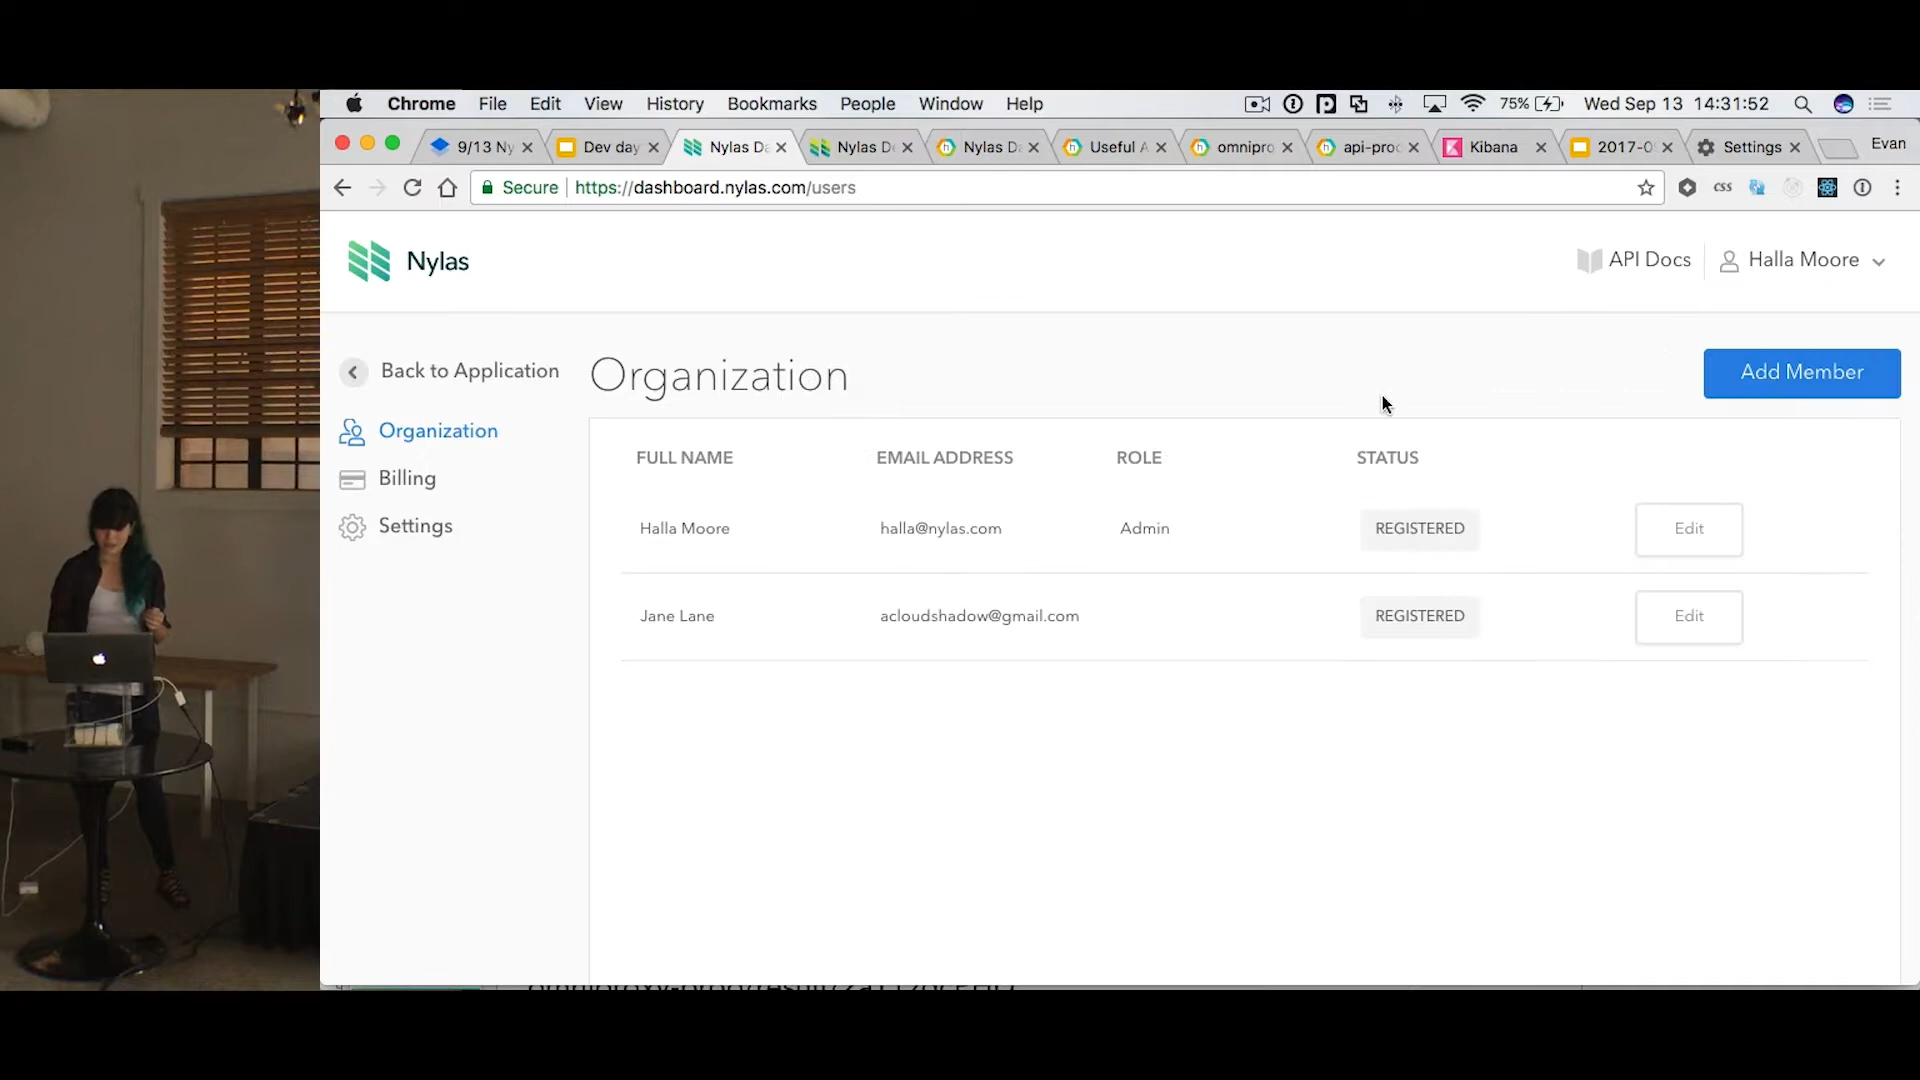 Chrome File Edit View History Bookmarks People Window Help 75% Wed Sep 13 14:31:52
9/13 Ny Dev day Nylas Da Nylas D Nylas D Useful omnipro api-pro Kibana 2017-0 Settings Evan
Secure https://dashboard.nylas.com/users CSS
Nylas API Docs Halla Moore
Back to Application Organization Add Member
Organization
Billing
Settings
FULL NAME EMAIL ADDRESS ROLE STATUS
Halla Moore halla@nylas.com Admin REGISTERED Edit
Jane Lane acloudshadow@gmail.com REGISTERED Edit